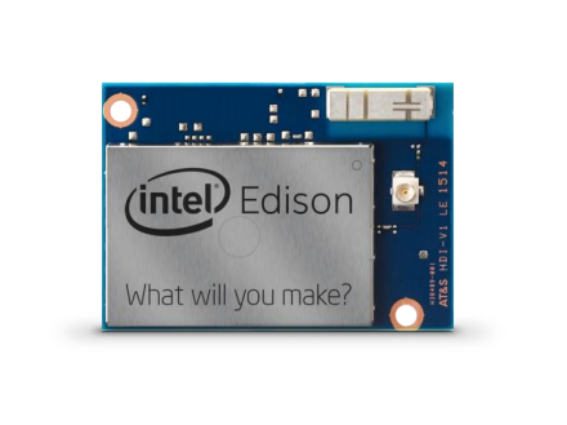 intel® Edison
What will you make?
AT&S HDI-V1 LE 1514